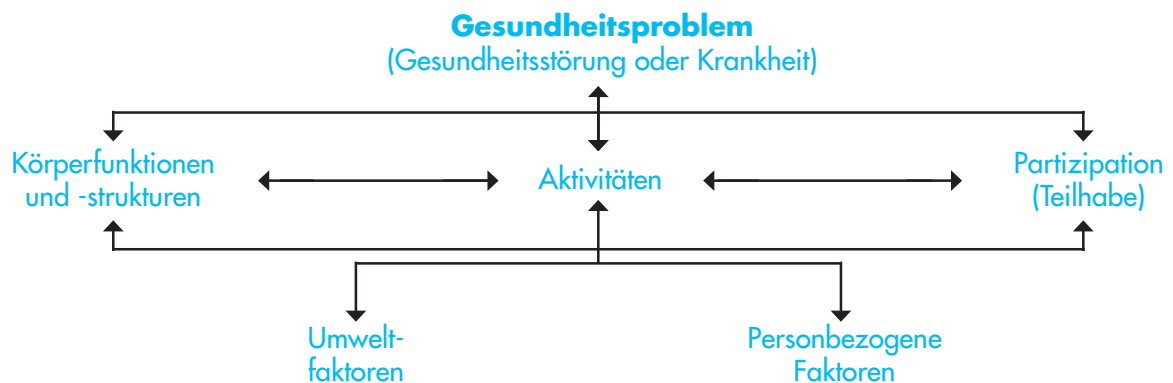 Gesundheitsproblem
(Gesundheitsstörung oder Krankheit)
Körperfunktionen
und -strukturen
Aktivitäten
Partizipation
(Teilhabe)
Umwelt-
faktoren
Personbezogene
Faktoren